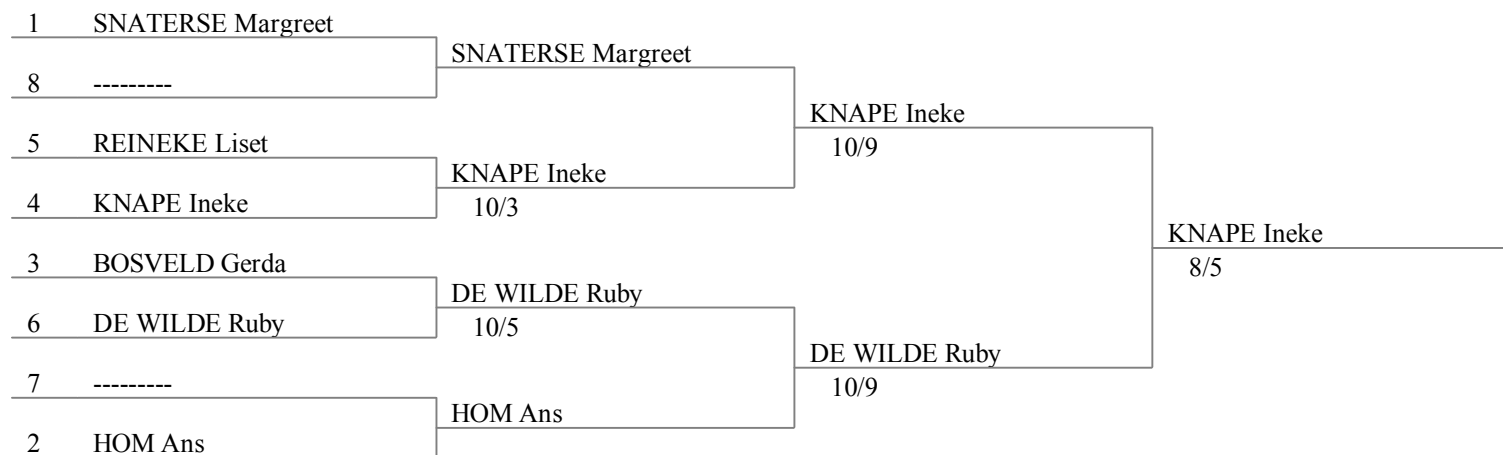 1 SNATERSE Margreet
8 ---------
5 REINEKE Liset
4 KNAPE Ineke
3 BOSVELD Gerda
6 DE WILDE Ruby
7 ---------
2 HOM Ans
SNATERSE Margreet
KNAPE Ineke
10/3
DE WILDE Ruby
10/5
HOM Ans
KNAPE Ineke
10/9
DE WILDE Ruby
10/9
KNAPE Ineke
8/5